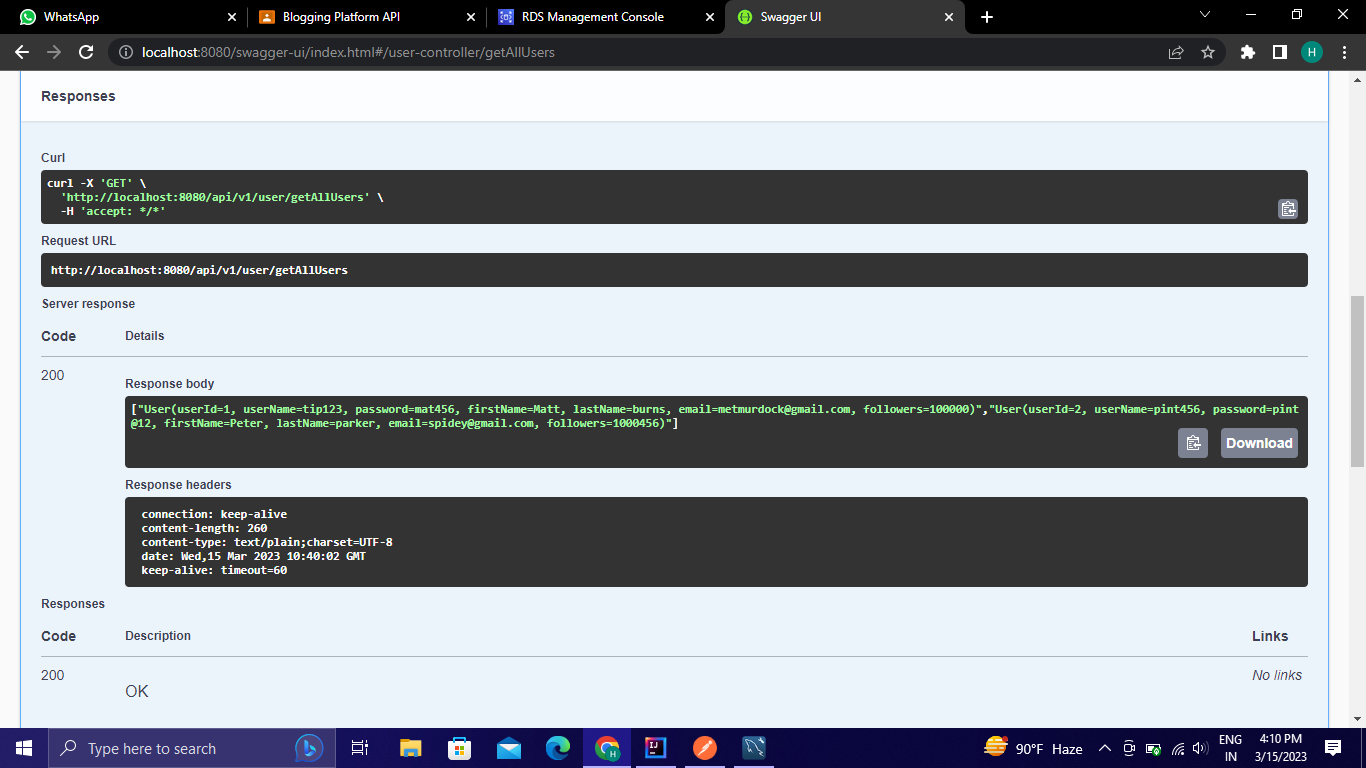 WhatsApp
Blogging Platform API
RDS Management Console
Swagger UI
localhost:8080/swagger-ui/index.html#/user-controller/getAllUsers
H
Responses
Curl
curl -X 'GET' \
'http://localhost:8080/api/v1/user/getAllUsers' \
-H 'accept: */*'
Request URL
http://localhost:8080/api/v1/user/getAllUsers
Server response
Code Details
200
Response body
["User(userId=1, userName=tip123, password=mat456, firstName=Matt, lastName=burns, email=metmurdock@gmail.com, followers=100000)","User(userId=2, userName=pint456, password=pint
@12, firstName=Peter, lastName=parker, email=spidey@gmail.com, followers=1000456)"]
Download
Response headers
connection: keep-alive
content-length: 260
content-type: text/plain;charset=UTF-8
date: Wed,15 Mar 2023 10:40:02 GMT
keep-alive: timeout=60
Responses
Code Description Links
200 No links
OK
Type here to search
90°F Haze
ENG
IN
4:10 PM
3/15/2023